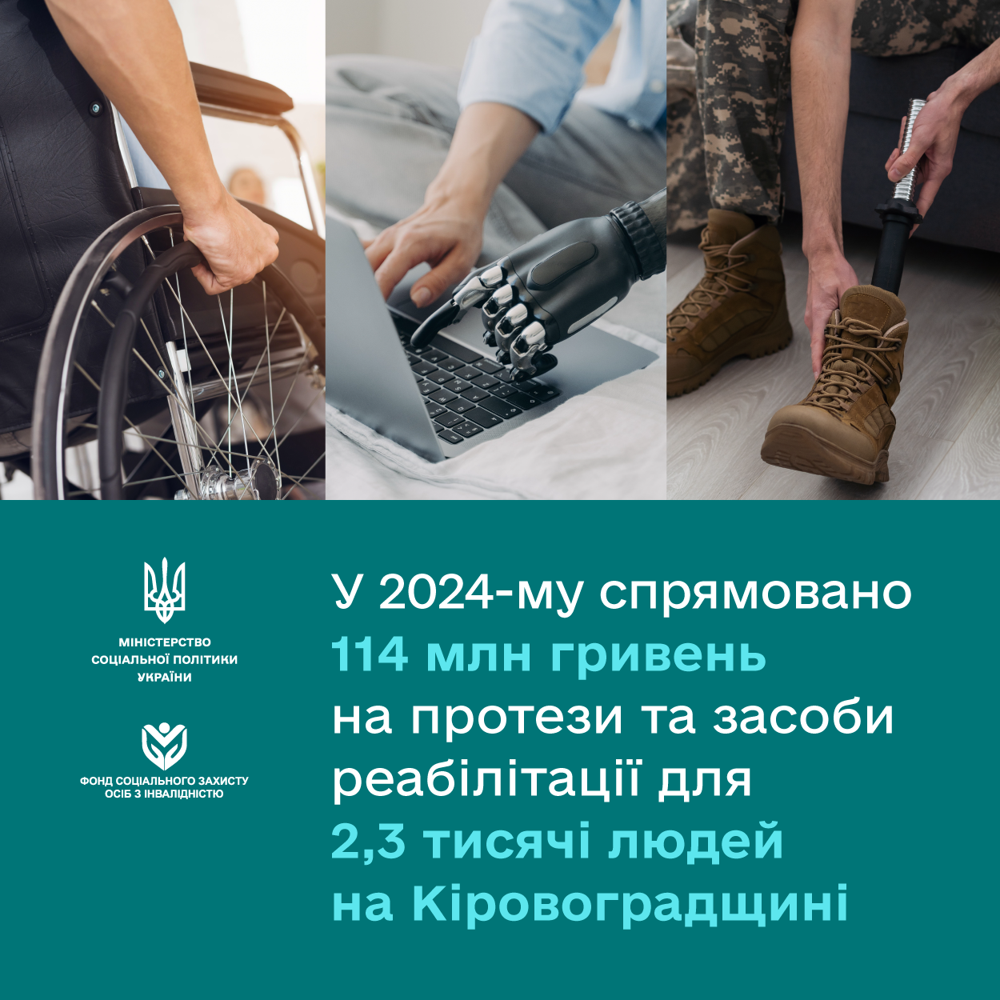 МІНІСТЕРСТВО
СОЦІАЛЬНОЇ ПОЛІТИКИ
УКРАЇНИ
ФОНД СОЦІАЛЬНОГО ЗАХИСТУ
ОСІБ З ІНВАЛІДНІСТЮ
У 2024-му спрямовано
114 млн гривень
на протези та засоби
реабілітації для
2,3 тисячі людей
на Кіровоградщині